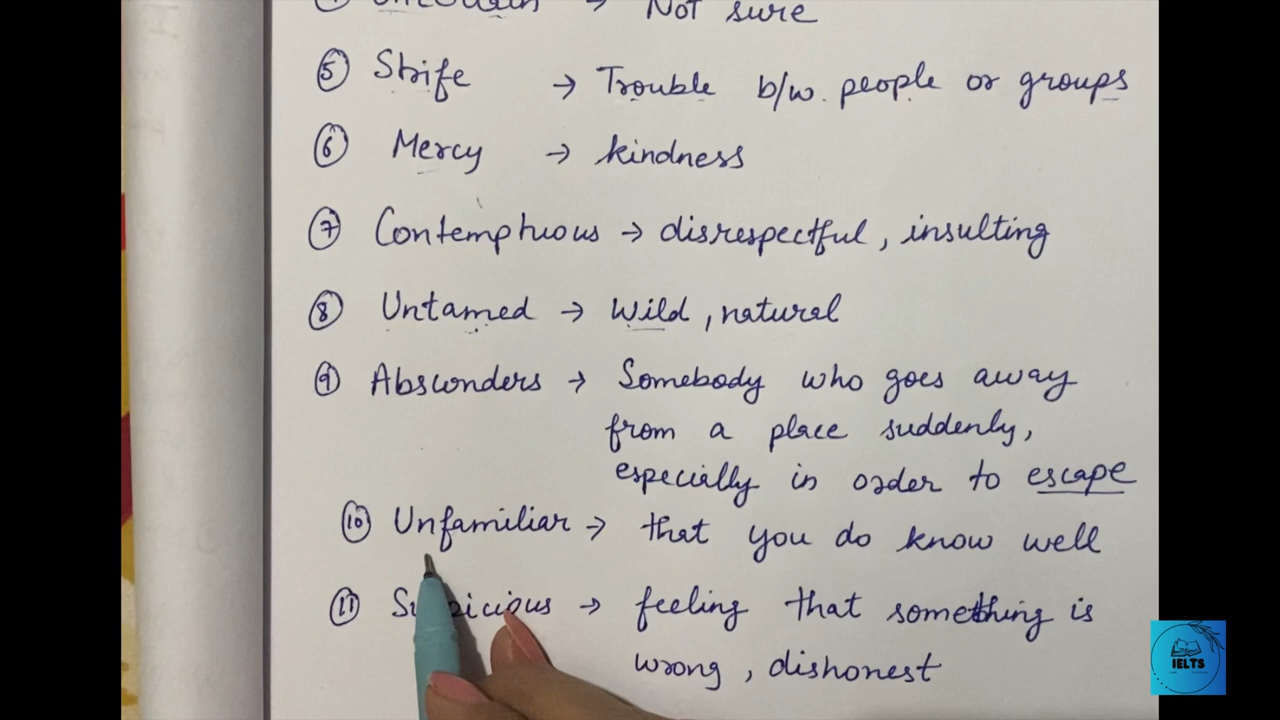 → Not sure
⑤ Strife → Trouble b/w. people or groups
⑥ Mercy → kindness
⑦ Contemptuous → disrespectful, insulting
⑧ Untamed → Wild, natural
⑨ Absconders → Somebody who goes away
from a place suddenly,
especially in order to escape
⑩ Unfamiliar → that you do know well
⑪ Suspicious → feeling that something is
wrong, dishonest
IELTS